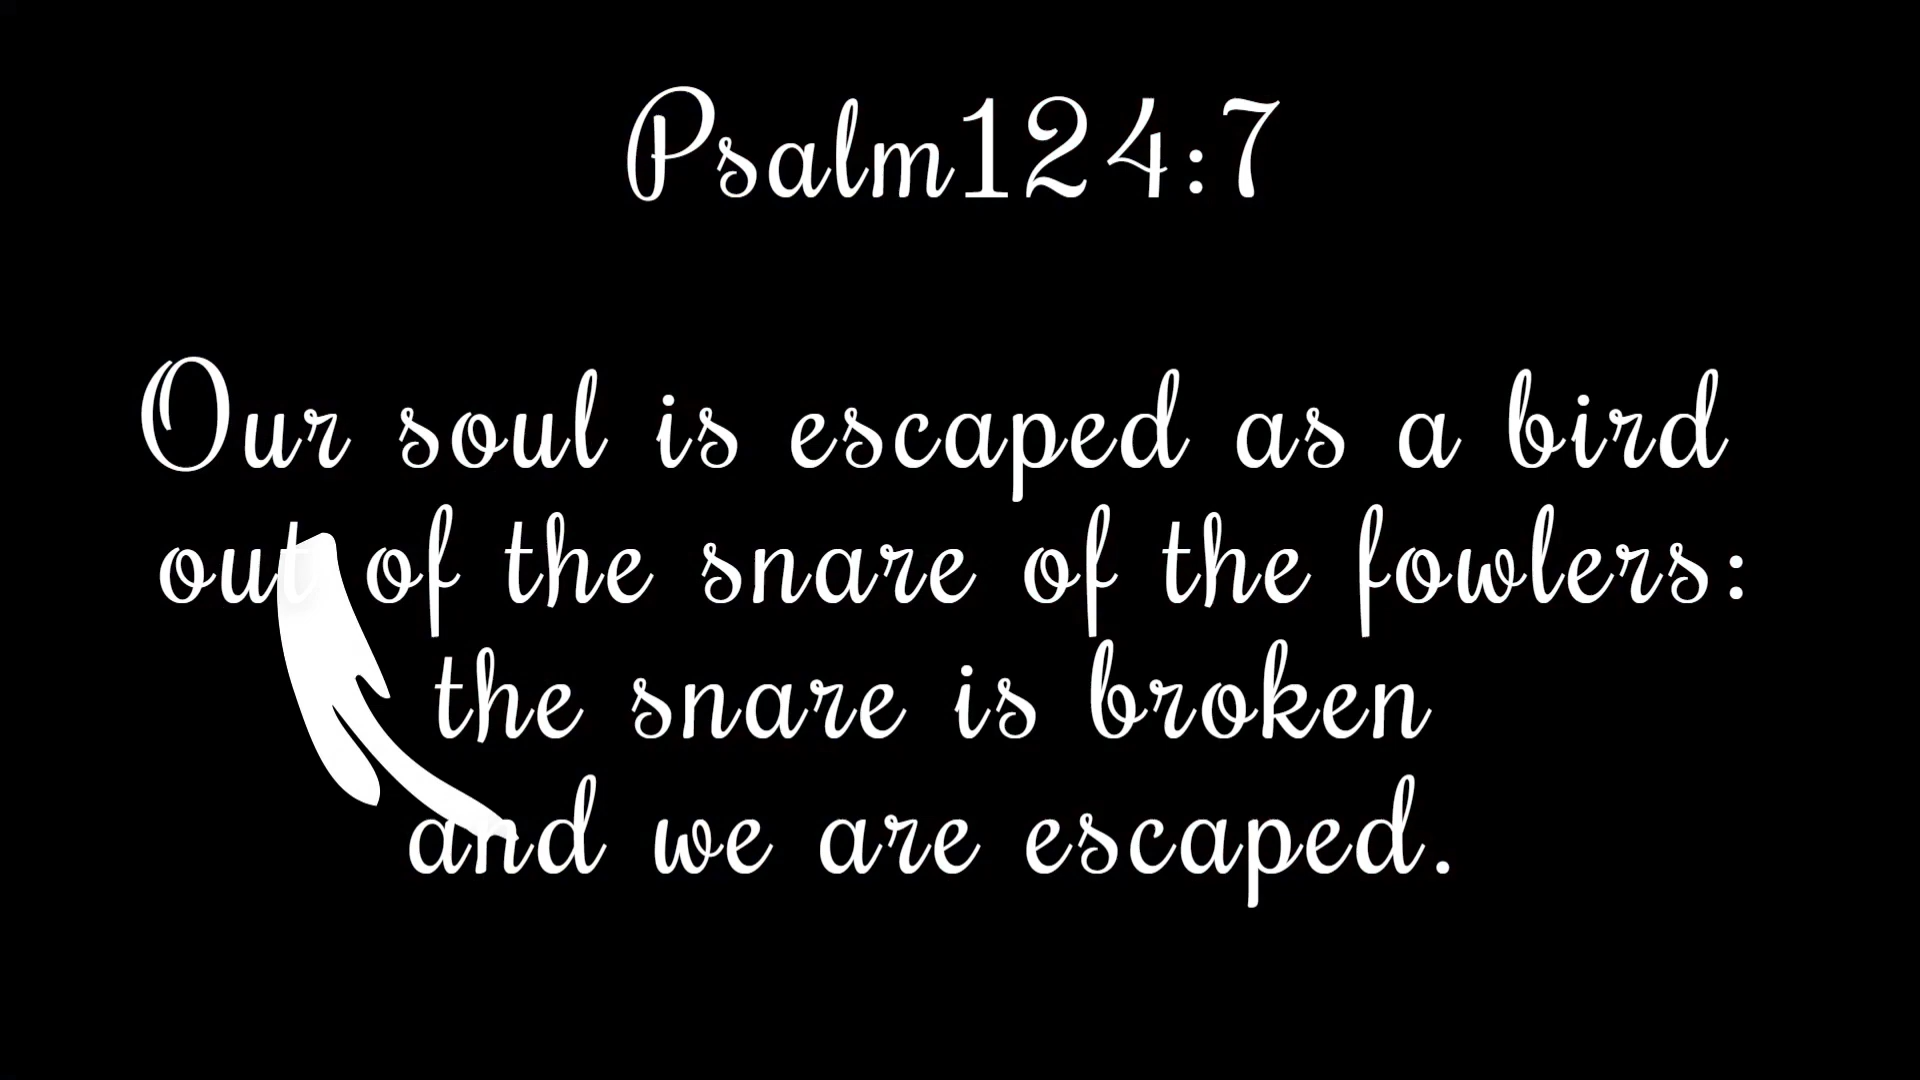 Psalm124:7
Our soul is escaped as a bird
out of the snare of the fowlers:
the snare is broken
and we are escaped.